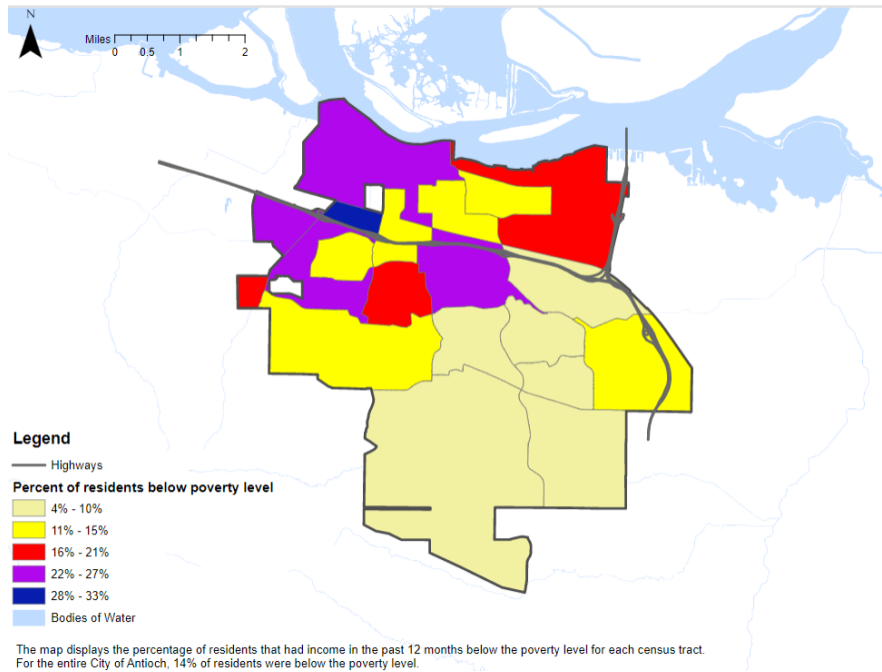 N
Miles
0 0.5 1 2
Legend
Highways
Percent of residents below poverty level
4% - 10%
11% - 15%
16% - 21%
22% - 27%
28% - 33%
Bodies of Water
The map displays the percentage of residents that had income in the past 12 months below the poverty level for each census tract.
For the entire City of Antioch, 14% of residents were below the poverty level.